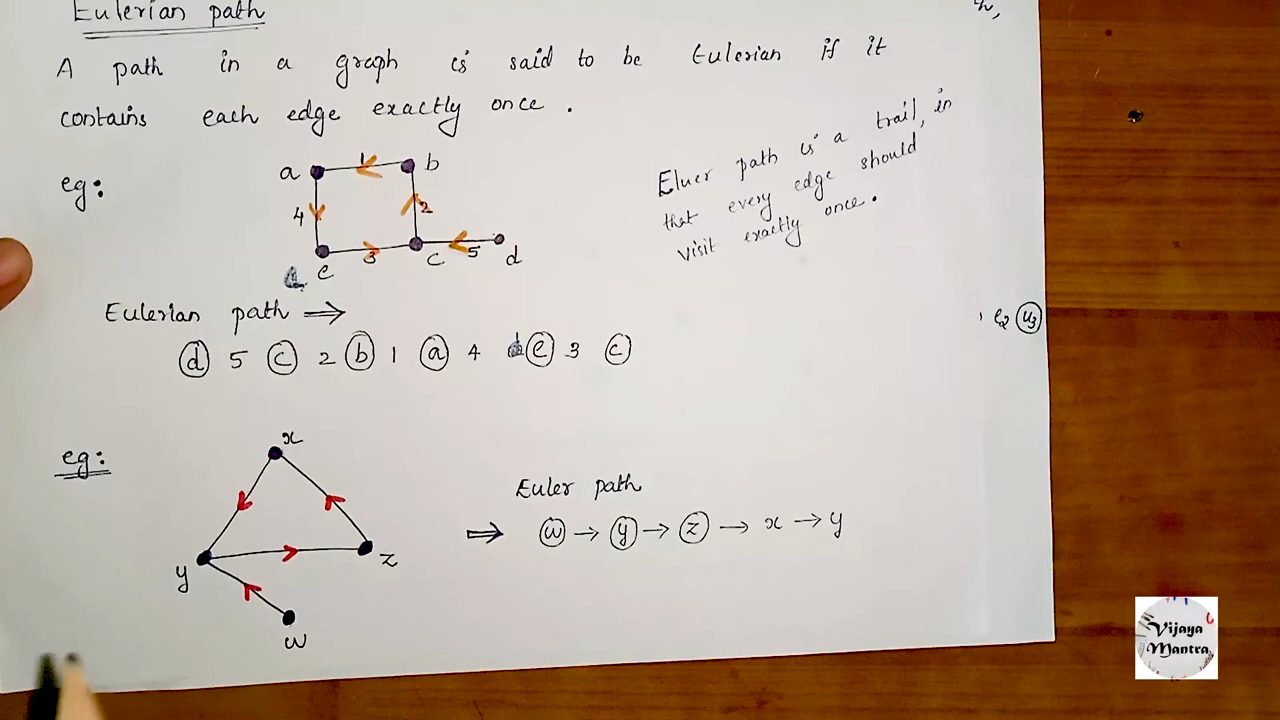 Eulerian path
A path in a graph is said to be Eulerian if it
contains each edge exactly once.
eg:
a 1 b
4 2
e 3 c 5 d
Eluer path is a trail, in
that every edge should
visit exactly once.
Eulerian path ⇒
d 5 c 2 b 1 a 4 e 3 c
eg:
x
y z
w
Euler path
⇒ w → y → z → x → y
Vijaya
Mantra